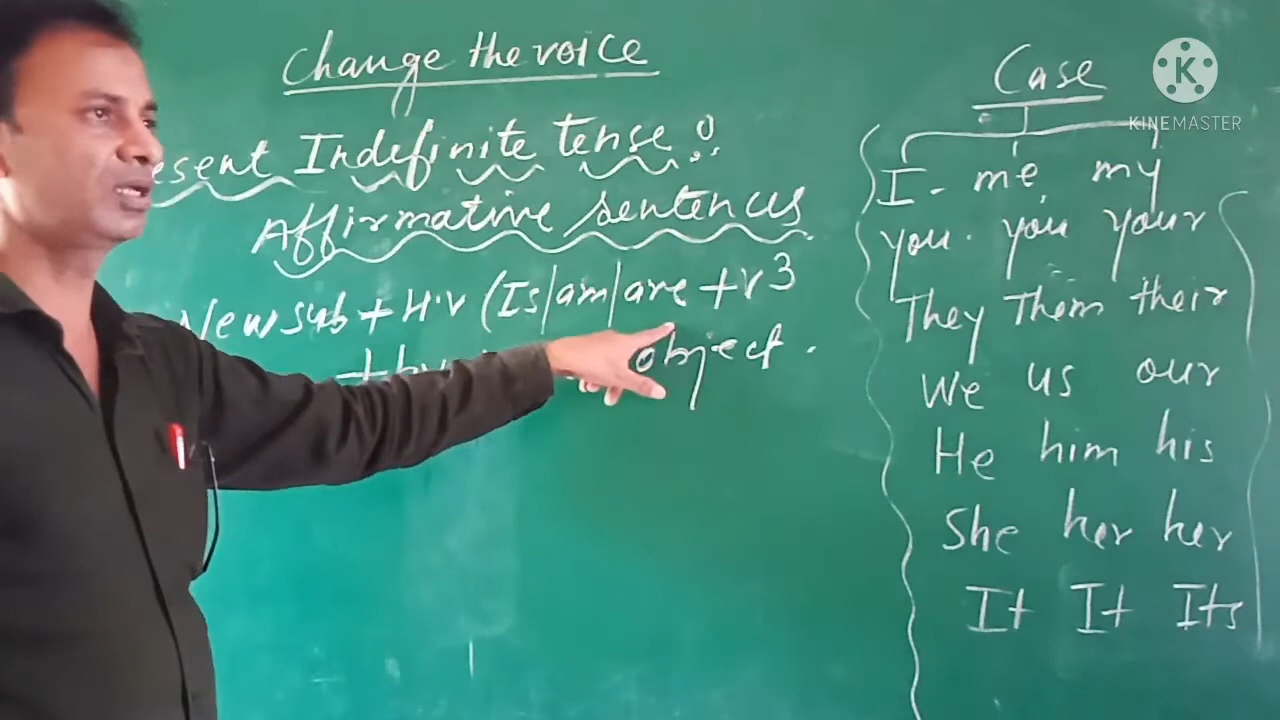 Change the voice
esent Indefinite tense :
Affirmative sentences
New sub + H.v (Is/am/are + v3
+ by object .
Case
I - me my
you. you your
They Them their
We us our
He him his
She her her
It It Its
K
KINEMASTER